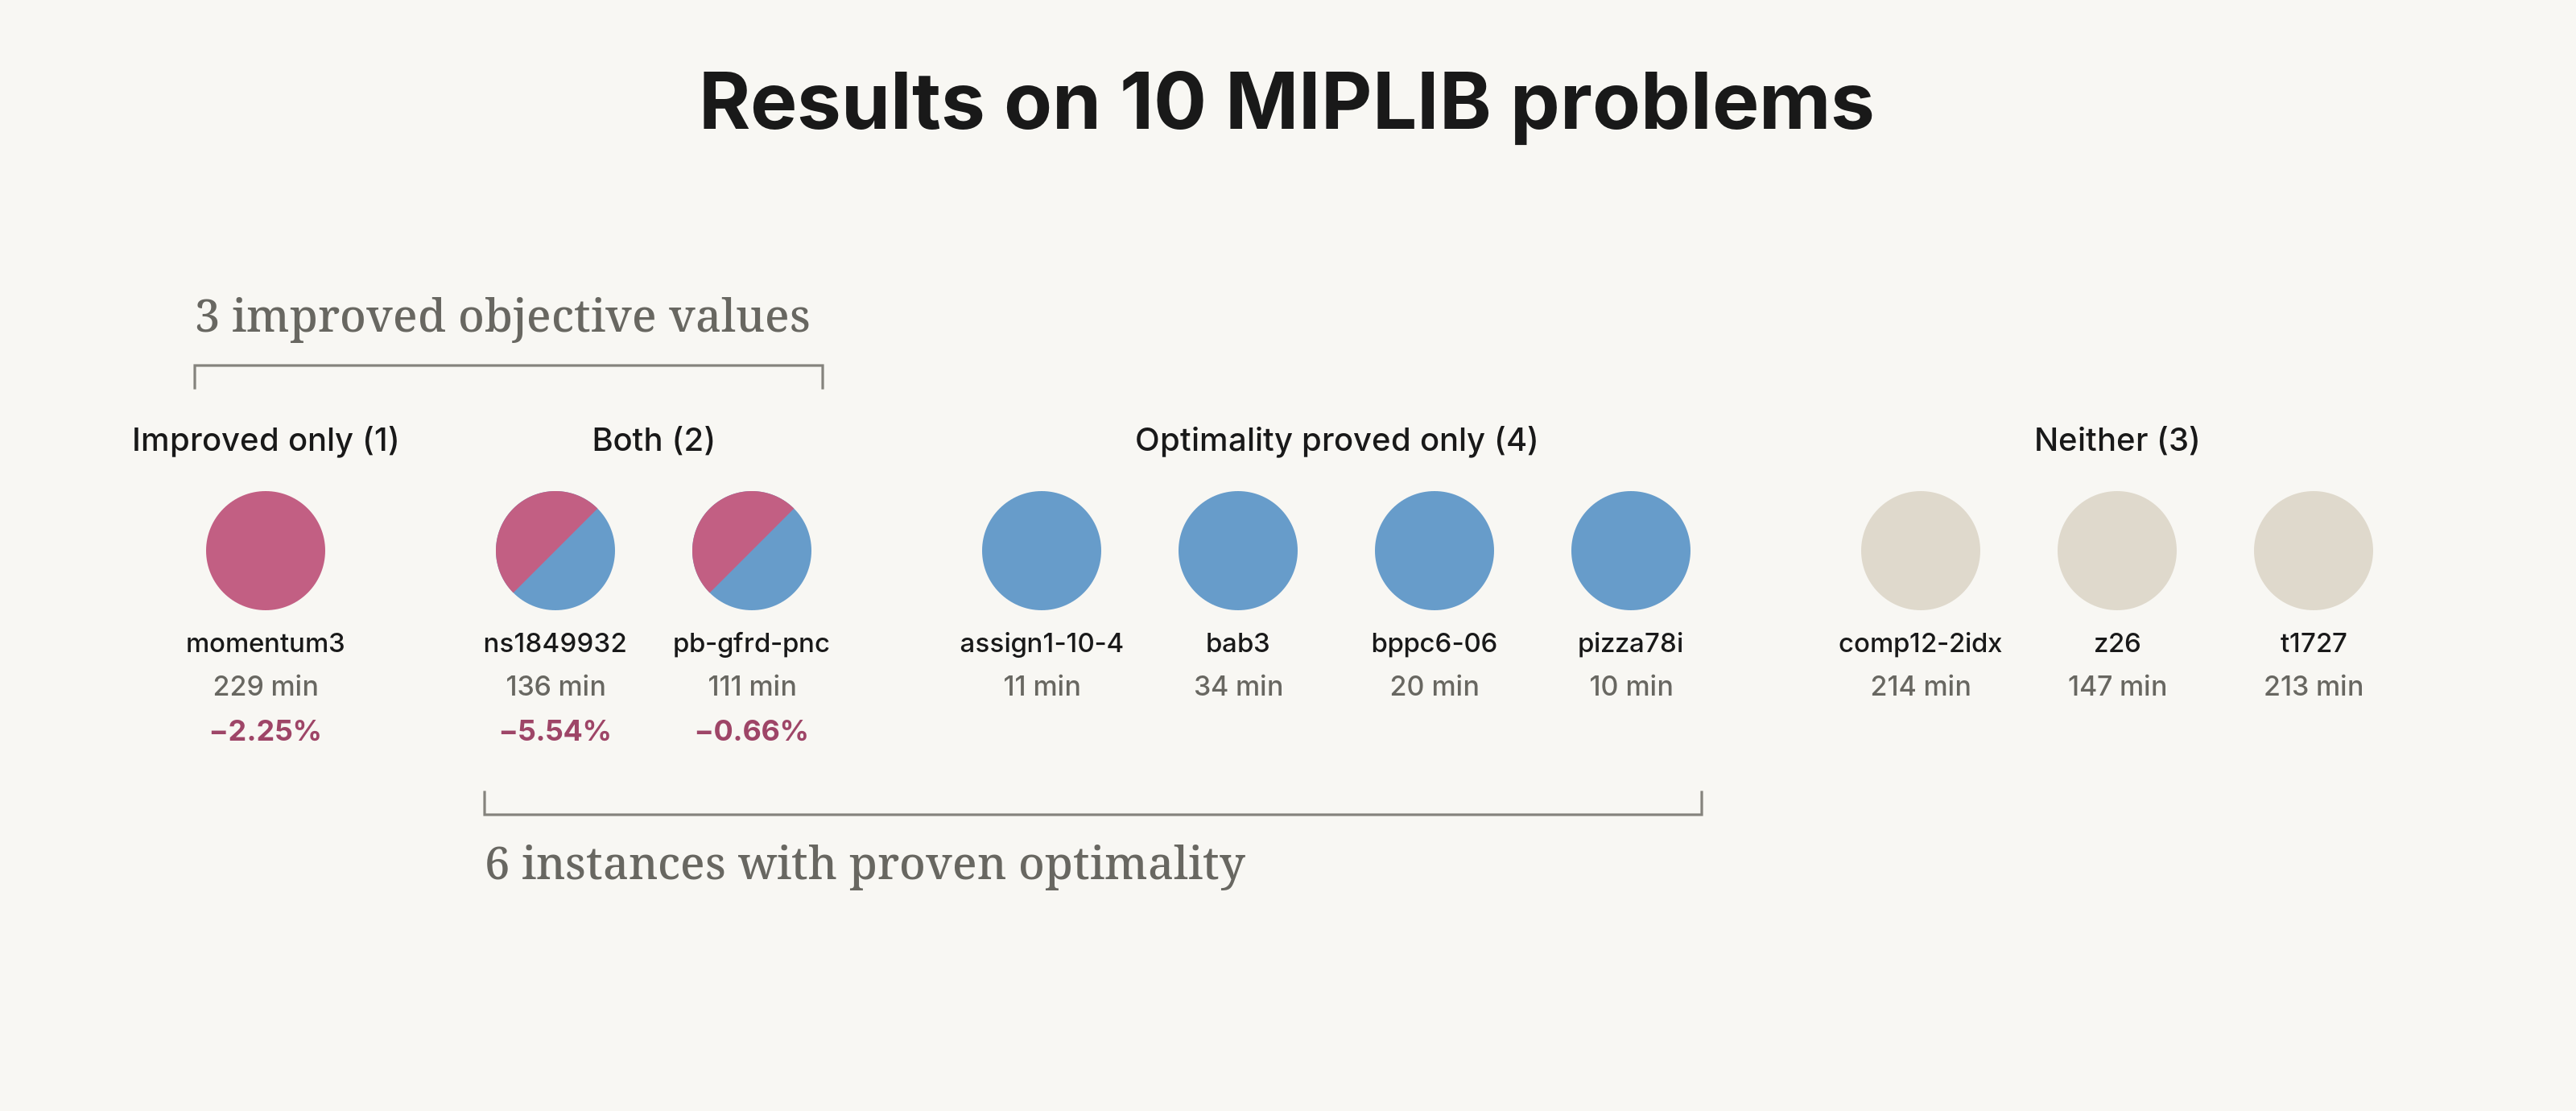 Results on 10 MIPLIB problems
3 improved objective values
Improved only (1)
Both (2)
Optimality proved only (4)
Neither (3)
momentum3
229 min
−2.25%
ns1849932
136 min
−5.54%
pb-gfrd-pnc
111 min
−0.66%
assign1-10-4
11 min
bab3
34 min
bppc6-06
20 min
pizza78i
10 min
comp12-2idx
214 min
z26
147 min
t1727
213 min
6 instances with proven optimality